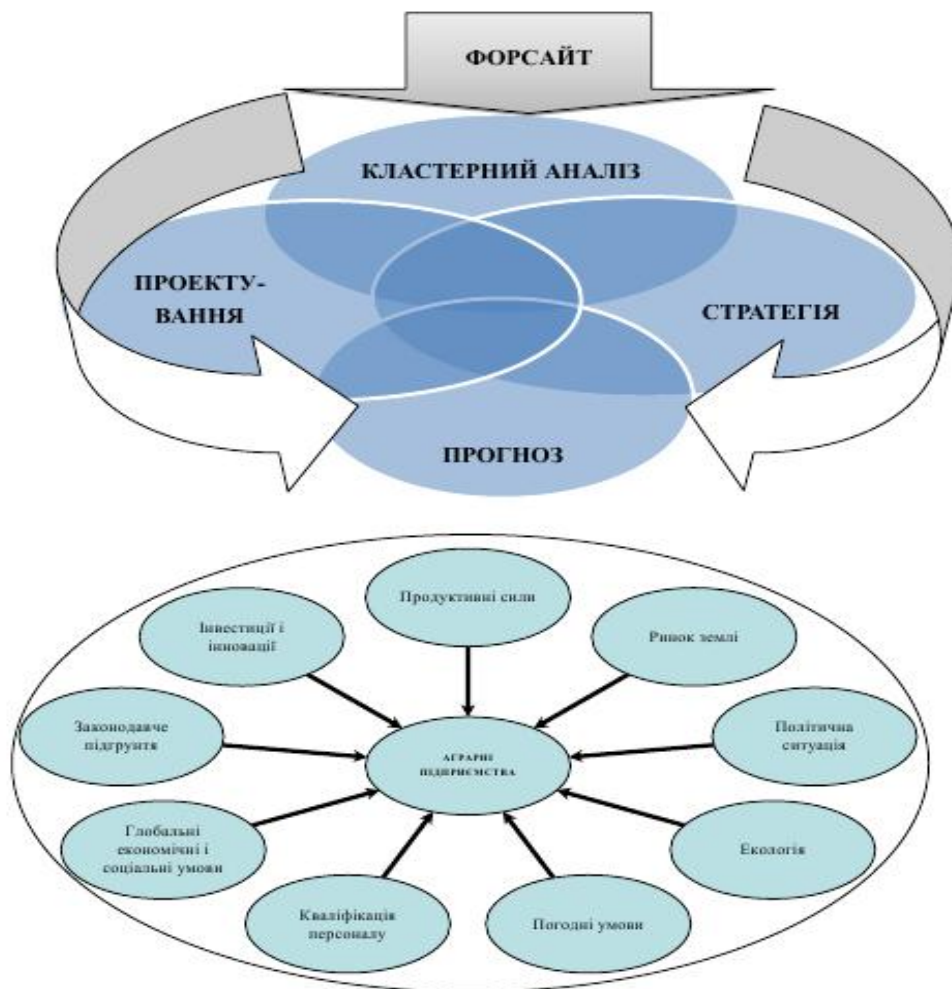 ФОРСАЙТ
КЛАСТЕРНИЙ АНАЛІЗ
ПРОЕКТУ-
ВАННЯ
СТРАТЕГІЯ
ПРОГНОЗ
Продуктивні сили
Інвестиції і
інновації
Ринок землі
Законодавче
підгрунтя
Політична
ситуація
АГРАРНІ
ПІДПРИЄМСТВА
Глобальні
економічні і
соціальні умови
Екологія
Кваліфікація
персоналу
Погодні умови